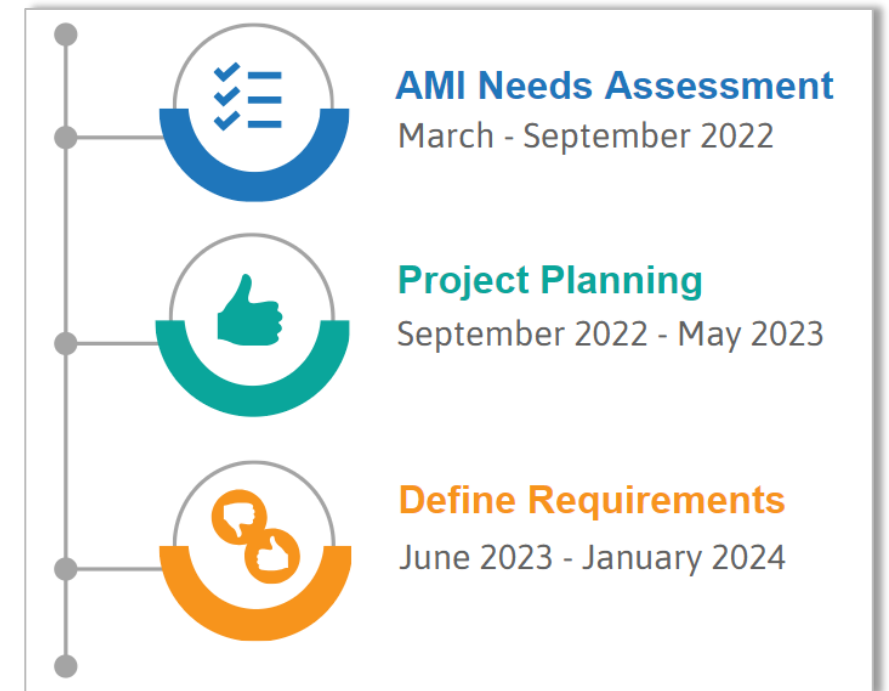 AMI Needs Assessment
March - September 2022
Project Planning
September 2022 - May 2023
Define Requirements
June 2023 - January 2024